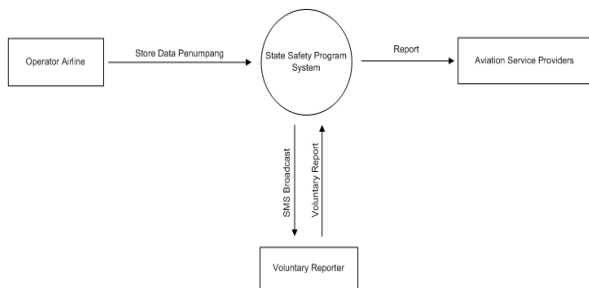 Operator Airline
Store Data Penumpang
State Safety Program
System
Report
Aviation Service Providers
SMS Broadcast
Voluntary Report
Voluntary Reporter